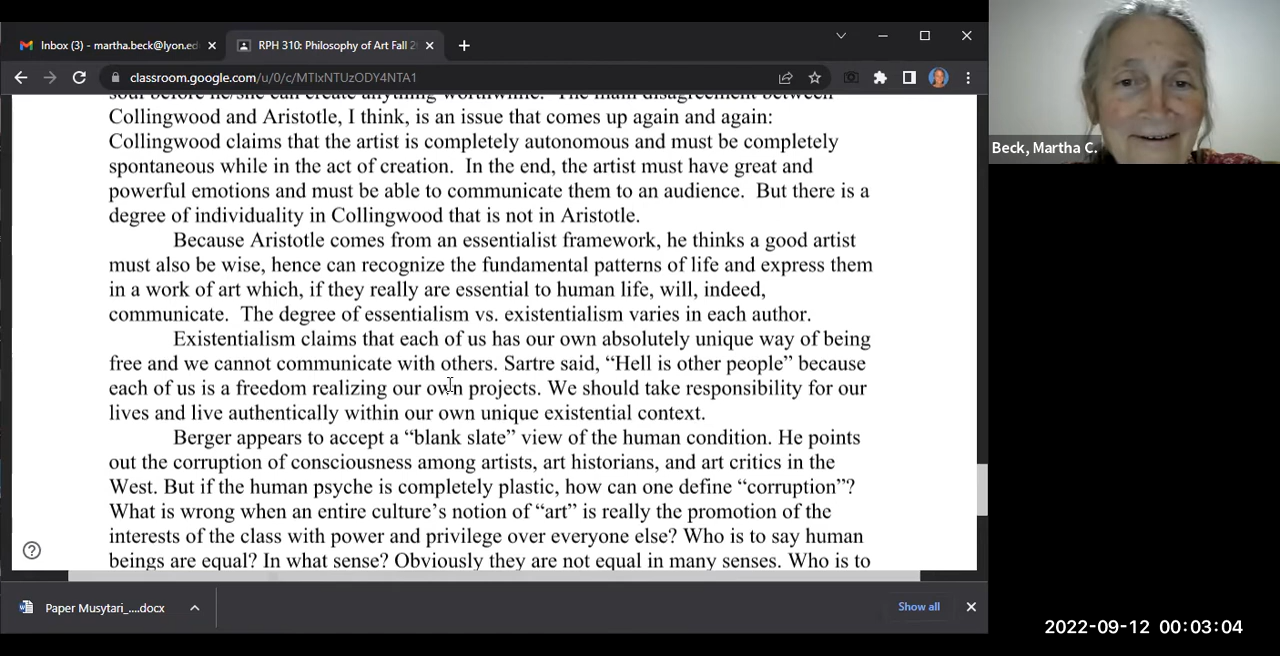 Inbox (3) - martha.beck@lyon.ed
RPH 310: Philosophy of Art Fall 2
classroom.google.com/u/0/c/MTIxNTUzODY4NTA1
soul before he/she can create anything worthwhile. The main disagreement between
Collingwood and Aristotle, I think, is an issue that comes up again and again:
Collingwood claims that the artist is completely autonomous and must be completely
spontaneous while in the act of creation. In the end, the artist must have great and
powerful emotions and must be able to communicate them to an audience. But there is a
degree of individuality in Collingwood that is not in Aristotle.
Because Aristotle comes from an essentialist framework, he thinks a good artist
must also be wise, hence can recognize the fundamental patterns of life and express them
in a work of art which, if they really are essential to human life, will, indeed,
communicate. The degree of essentialism vs. existentialism varies in each author.
Existentialism claims that each of us has our own absolutely unique way of being
free and we cannot communicate with others. Sartre said, “Hell is other people” because
each of us is a freedom realizing our own projects. We should take responsibility for our
lives and live authentically within our own unique existential context.
Berger appears to accept a “blank slate” view of the human condition. He points
out the corruption of consciousness among artists, art historians, and art critics in the
West. But if the human psyche is completely plastic, how can one define “corruption”?
What is wrong when an entire culture’s notion of “art” is really the promotion of the
interests of the class with power and privilege over everyone else? Who is to say human
beings are equal? In what sense? Obviously they are not equal in many senses. Who is to
Paper Musytari_....docx
Show all
Beck, Martha C.
2022-09-12 00:03:04